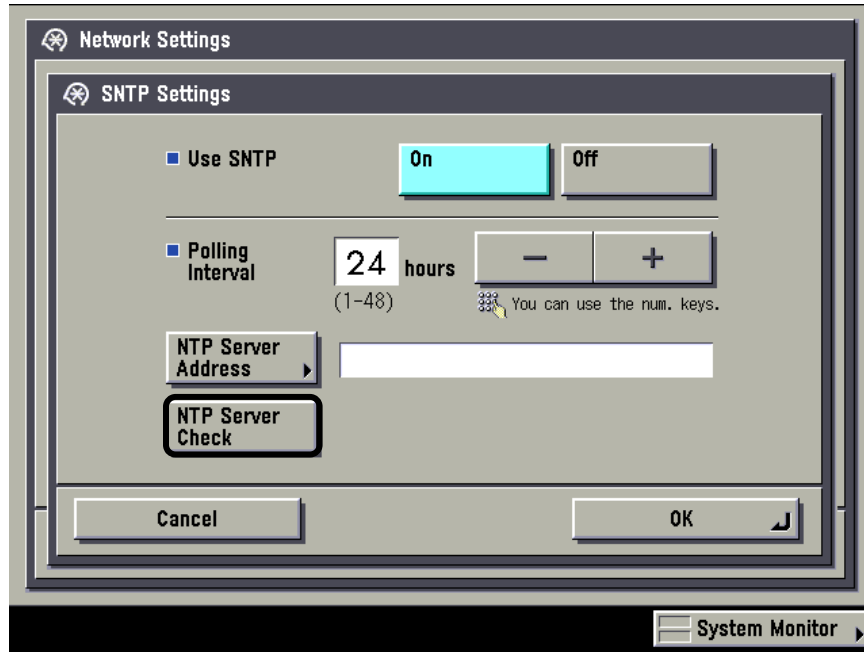 Network Settings
SNTP Settings
Use SNTP
On
Off
Polling
Interval
24 hours
(1-48)
-
+
You can use the num. keys.
NTP Server
Address
NTP Server
Check
Cancel
OK
System Monitor